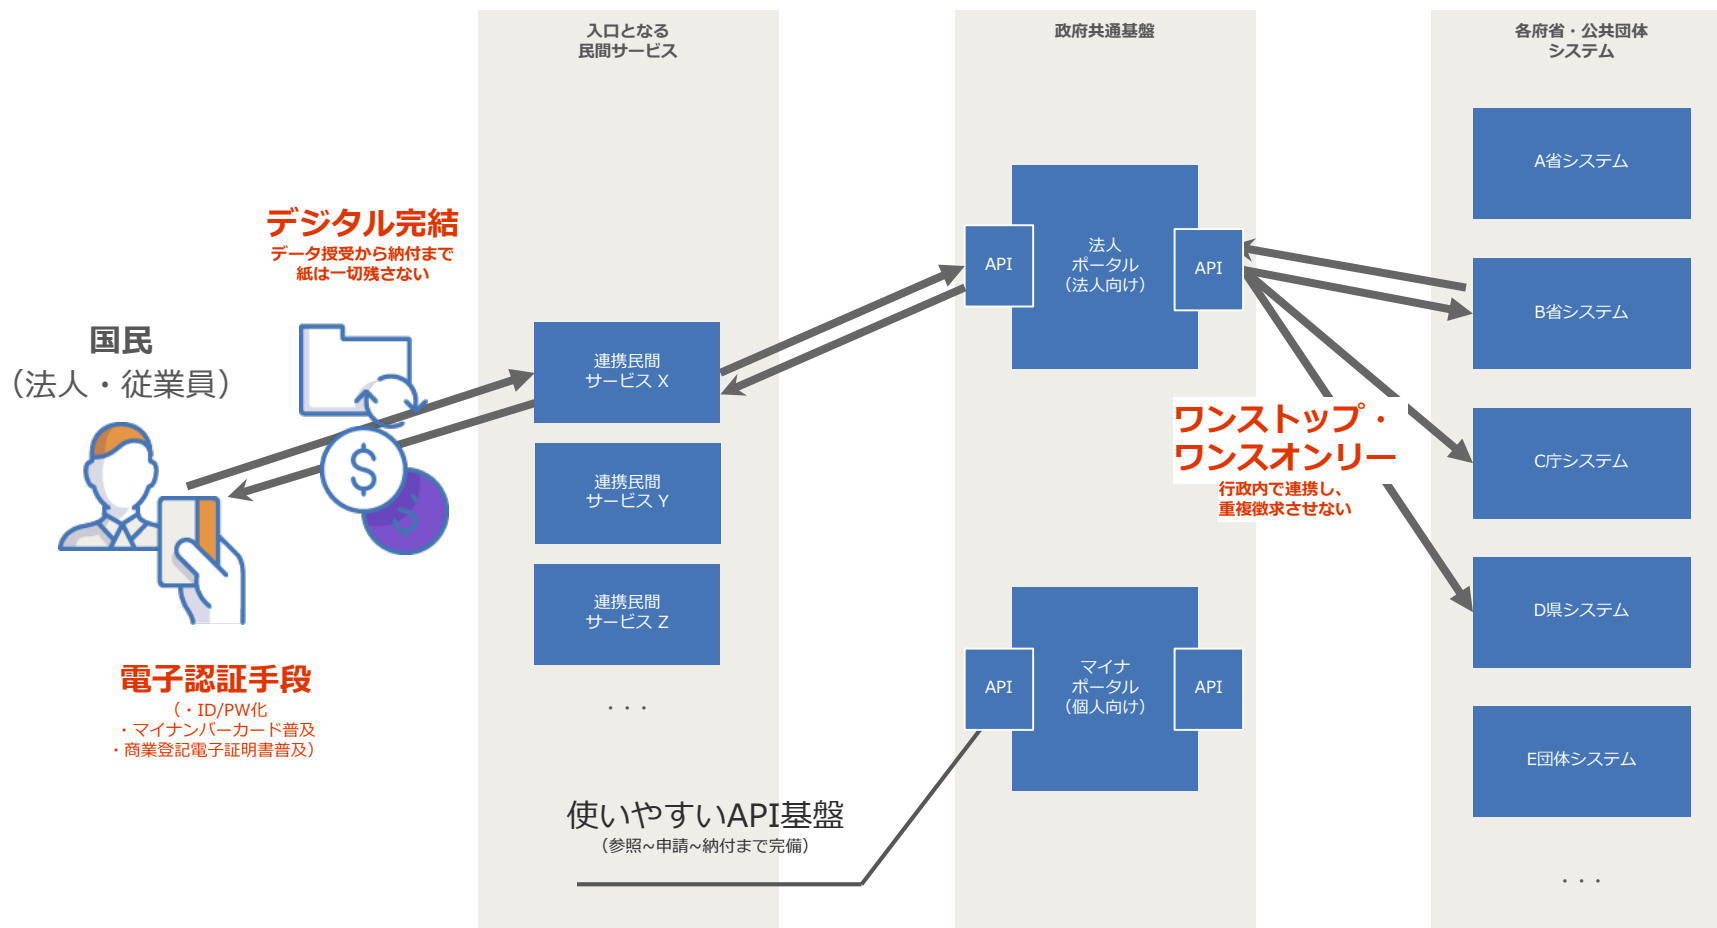 入口となる
民間サービス
政府共通基盤
各府省・公共団体
システム
デジタル完結
データ授受から納付まで
紙は一切残さない
国民
（法人・従業員）
電子認証手段
（・ID/PW化
・マイナンバーカード普及
・商業登記電子証明書普及）
連携民間
サービス X
連携民間
サービス Y
連携民間
サービス Z
・・・
使いやすいAPI基盤
（参照~申請~納付まで完備）
API
法人
ポータル
（法人向け）
API
ワンストップ・
ワンスオンリー
行政内で連携し、
重複徴求させない
API
マイナ
ポータル
（個人向け）
API
A省システム
B省システム
C庁システム
D県システム
E団体システム
・・・